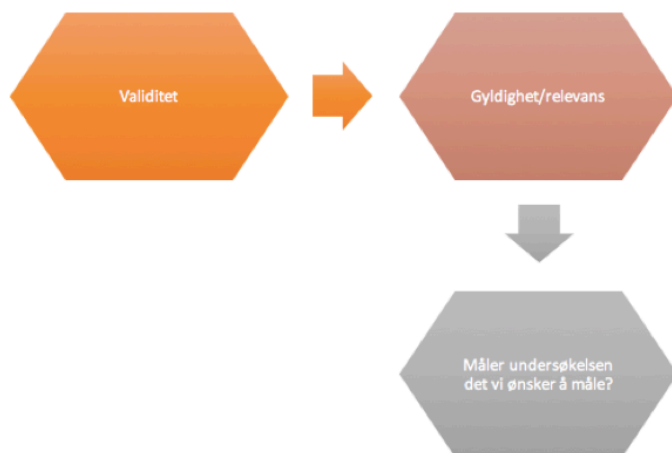 Validitet
Gyldighet/relevans
Måler undersøkelsen
det vi ønsker å måle?